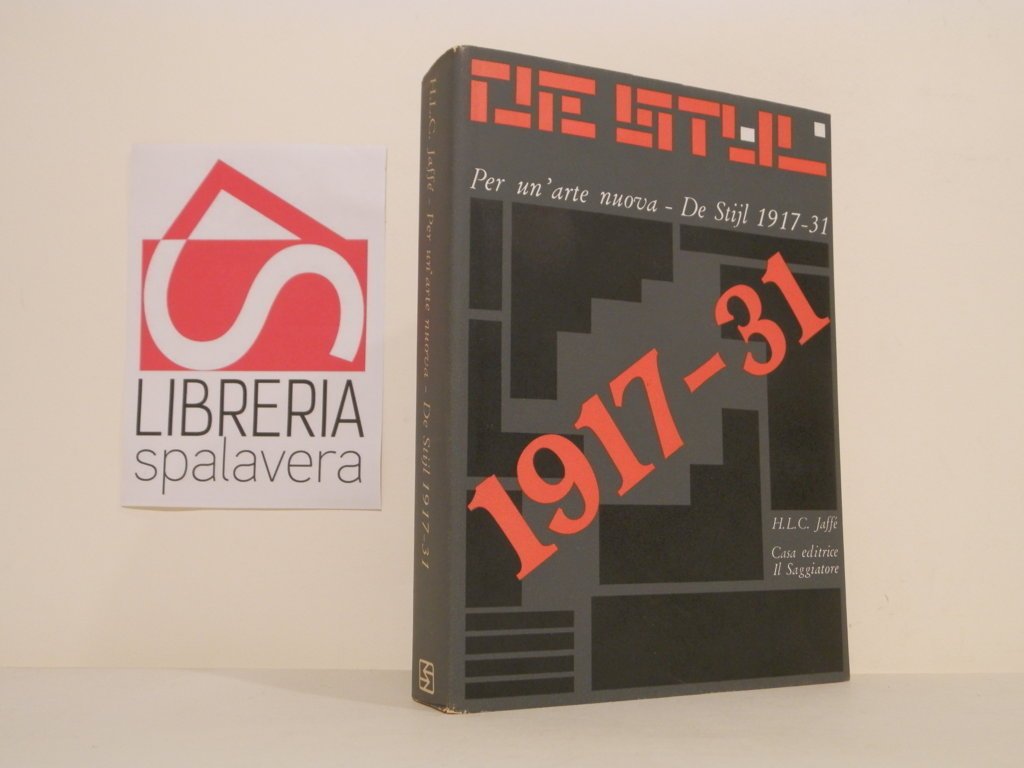 LIBRERIA
spalavera
H.L.C. Jaffé - Per un'arte nuova - De Stijl 1917-31
DE STIJL
Per un'arte nuova - De Stijl 1917-31
1917-31
H.L.C. Jaffé
Casa editrice
Il Saggiatore